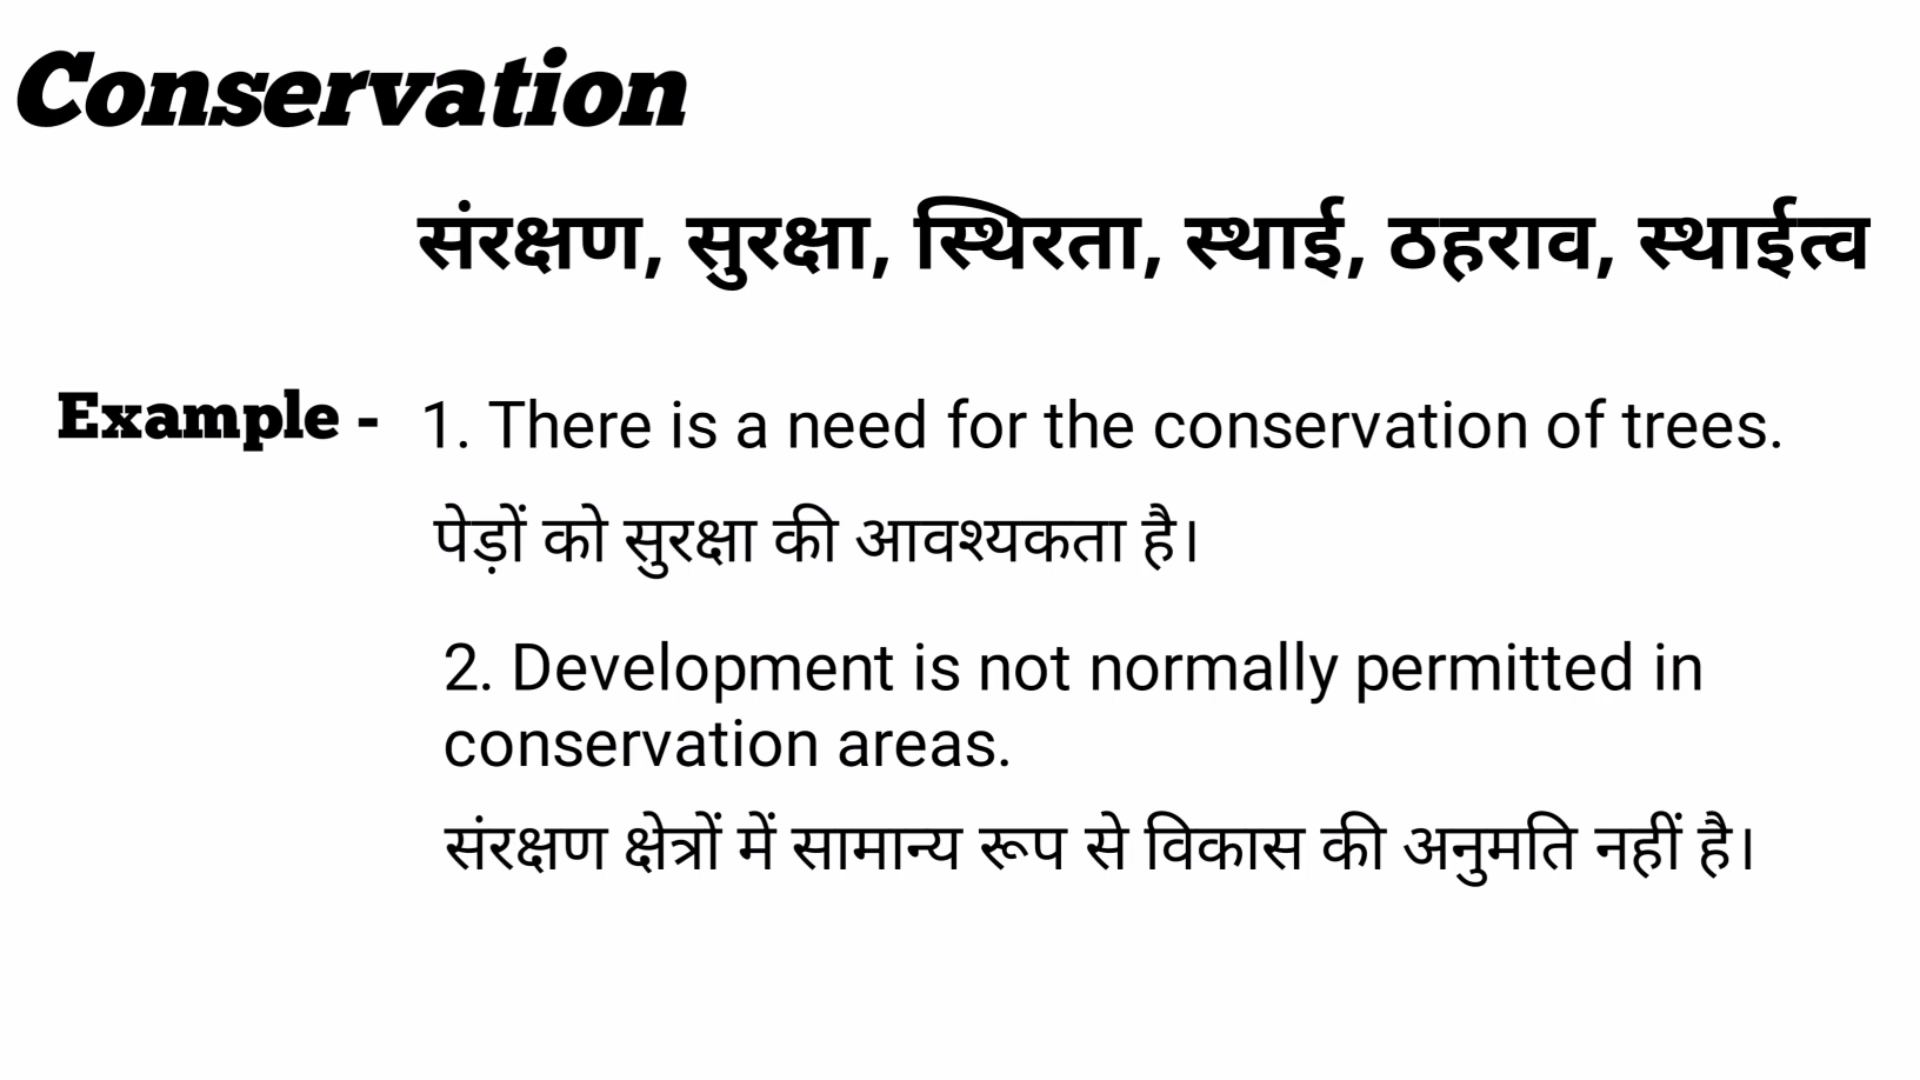 Conservation
संरक्षण, सुरक्षा, स्थिरता, स्थाई, ठहराव, स्थाईत्व
Example - 1. There is a need for the conservation of trees.
पेड़ों को सुरक्षा की आवश्यकता है।
2. Development is not normally permitted in
conservation areas.
संरक्षण क्षेत्रों में सामान्य रूप से विकास की अनुमति नहीं है।